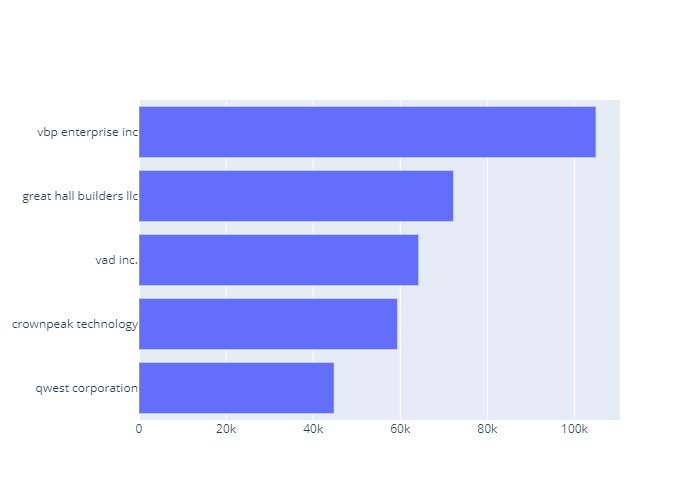 vbp enterprise inc
great hall builders llc
vad inc.
crownpeak technology
qwest corporation
0 20k 40k 60k 80k 100k